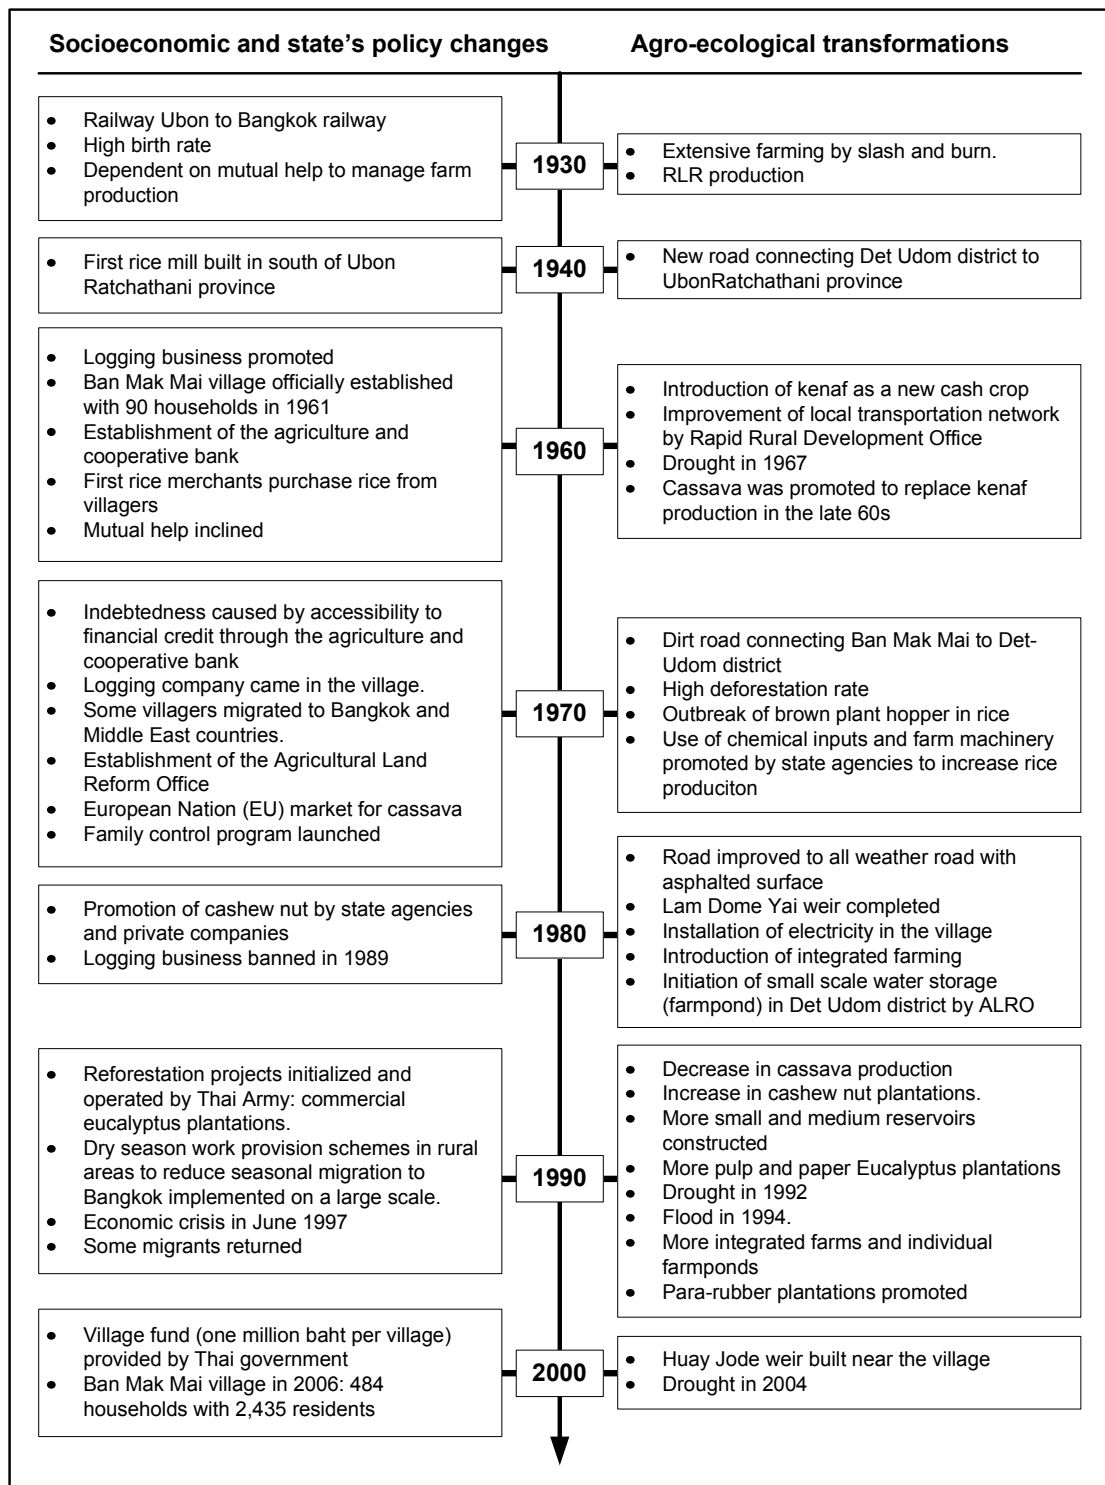 Socioeconomic and state's policy changes
Agro-ecological transformations
• Railway Ubon to Bangkok railway
• High birth rate
• Dependent on mutual help to manage farm
production
1930
• Extensive farming by slash and burn.
• RLR production
• First rice mill built in south of Ubon
Ratchathani province
1940
• New road connecting Det Udom district to
UbonRatchathani province
• Logging business promoted
• Ban Mak Mai village officially established
with 90 households in 1961
• Establishment of the agriculture and
cooperative bank
• First rice merchants purchase rice from
villagers
• Mutual help inclined
1960
• Introduction of kenaf as a new cash crop
• Improvement of local transportation network
by Rapid Rural Development Office
• Drought in 1967
• Cassava was promoted to replace kenaf
production in the late 60s
• Indebtedness caused by accessibility to
financial credit through the agriculture and
cooperative bank
• Logging company came in the village.
• Some villagers migrated to Bangkok and
Middle East countries.
• Establishment of the Agricultural Land
Reform Office
• European Nation (EU) market for cassava
• Family control program launched
1970
• Dirt road connecting Ban Mak Mai to Det-
Udom district
• High deforestation rate
• Outbreak of brown plant hopper in rice
• Use of chemical inputs and farm machinery
promoted by state agencies to increase rice
produciton
• Promotion of cashew nut by state agencies
and private companies
• Logging business banned in 1989
1980
• Road improved to all weather road with
asphalted surface
• Lam Dome Yai weir completed
• Installation of electricity in the village
• Introduction of integrated farming
• Initiation of small scale water storage
(farmpond) in Det Udom district by ALRO
• Reforestation projects initialized and
operated by Thai Army: commercial
eucalyptus plantations.
• Dry season work provision schemes in rural
areas to reduce seasonal migration to
Bangkok implemented on a large scale.
• Economic crisis in June 1997
• Some migrants returned
1990
• Decrease in cassava production
• Increase in cashew nut plantations.
• More small and medium reservoirs
constructed
• More pulp and paper Eucalyptus plantations
• Drought in 1992
• Flood in 1994.
• More integrated farms and individual
farmponds
• Para-rubber plantations promoted
• Village fund (one million baht per village)
provided by Thai government
• Ban Mak Mai village in 2006: 484
households with 2,435 residents
2000
• Huay Jode weir built near the village
• Drought in 2004